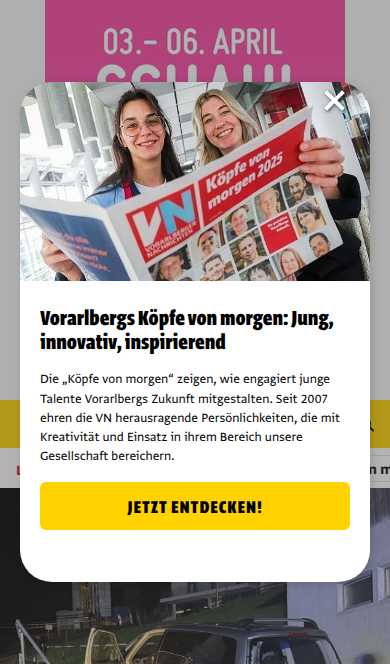 03.– 06. APRIL
Köpfe von
morgen 2025
VN
VORARLBERGER
NACHRICHTEN
Vorarlbergs Köpfe von morgen: Jung,
innovativ, inspirierend
Die „Köpfe von morgen“ zeigen, wie engagiert junge
Talente Vorarlbergs Zukunft mitgestalten. Seit 2007
ehren die VN herausragende Persönlichkeiten, die mit
Kreativität und Einsatz in ihrem Bereich unsere
Gesellschaft bereichern.
JETZT ENTDECKEN!